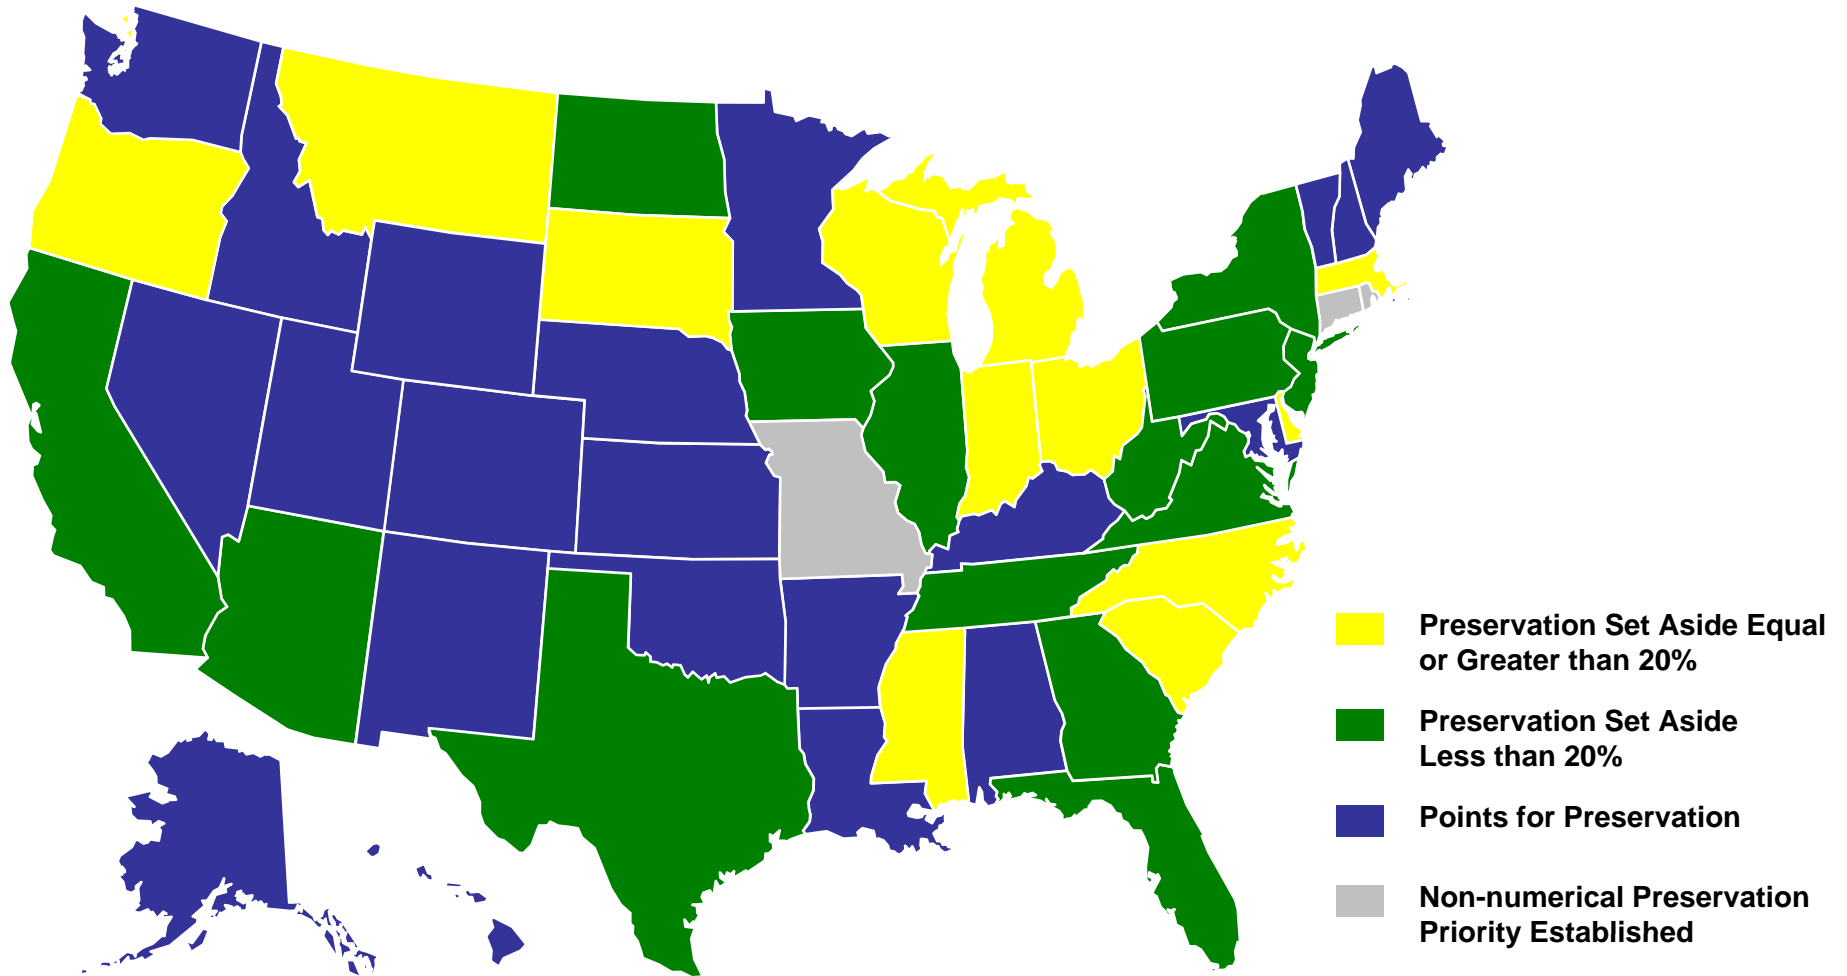 Preservation Set Aside Equal
or Greater than 20%
Preservation Set Aside
Less than 20%
Points for Preservation
Non-numerical Preservation
Priority Established